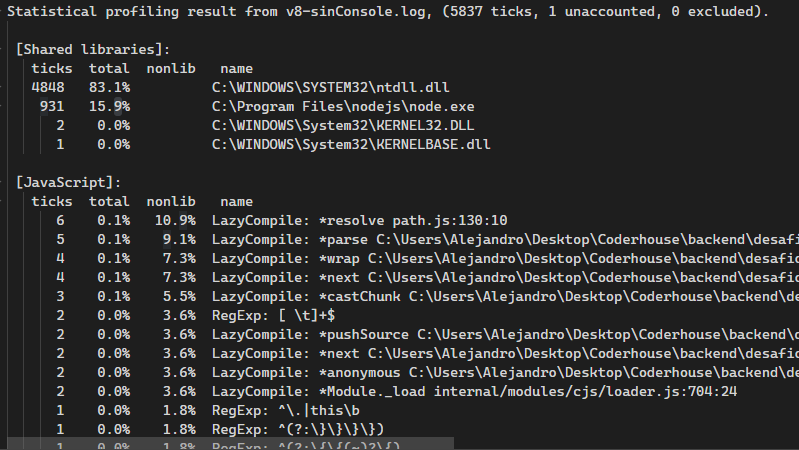 Statistical profiling result from v8-sinConsole.log, (5837 ticks, 1 unaccounted, 0 excluded).
[Shared libraries]:
ticks total nonlib name
4848 83.1% C:\WINDOWS\SYSTEM32\ntdll.dll
931 15.9% C:\Program Files\nodejs\node.exe
2 0.0% C:\WINDOWS\System32\KERNEL32.DLL
1 0.0% C:\WINDOWS\System32\KERNELBASE.dll
[JavaScript]:
ticks total nonlib name
6 0.1% 10.9% LazyCompile: *resolve path.js:130:10
5 0.1% 9.1% LazyCompile: *parse C:\Users\Alejandro\Desktop\Coderhouse\backend\desafi
4 0.1% 7.3% LazyCompile: *wrap C:\Users\Alejandro\Desktop\Coderhouse\backend\desafio
4 0.1% 7.3% LazyCompile: *next C:\Users\Alejandro\Desktop\Coderhouse\backend\desafio
3 0.1% 5.5% LazyCompile: *castChunk C:\Users\Alejandro\Desktop\Coderhouse\backend\de
2 0.0% 3.6% RegExp: [ \t]+$
2 0.0% 3.6% LazyCompile: *pushSource C:\Users\Alejandro\Desktop\Coderhouse\backend\d
2 0.0% 3.6% LazyCompile: *next C:\Users\Alejandro\Desktop\Coderhouse\backend\desafio
2 0.0% 3.6% LazyCompile: *anonymous C:\Users\Alejandro\Desktop\Coderhouse\backend\de
2 0.0% 3.6% LazyCompile: *Module._load internal/modules/cjs/loader.js:704:24
1 0.0% 1.8% RegExp: ^\.|this\b
1 0.0% 1.8% RegExp: ^(?:\}\}\}\})
1 0.0% 1.8% RegExp: ^(?:\{\{(~)?\{)